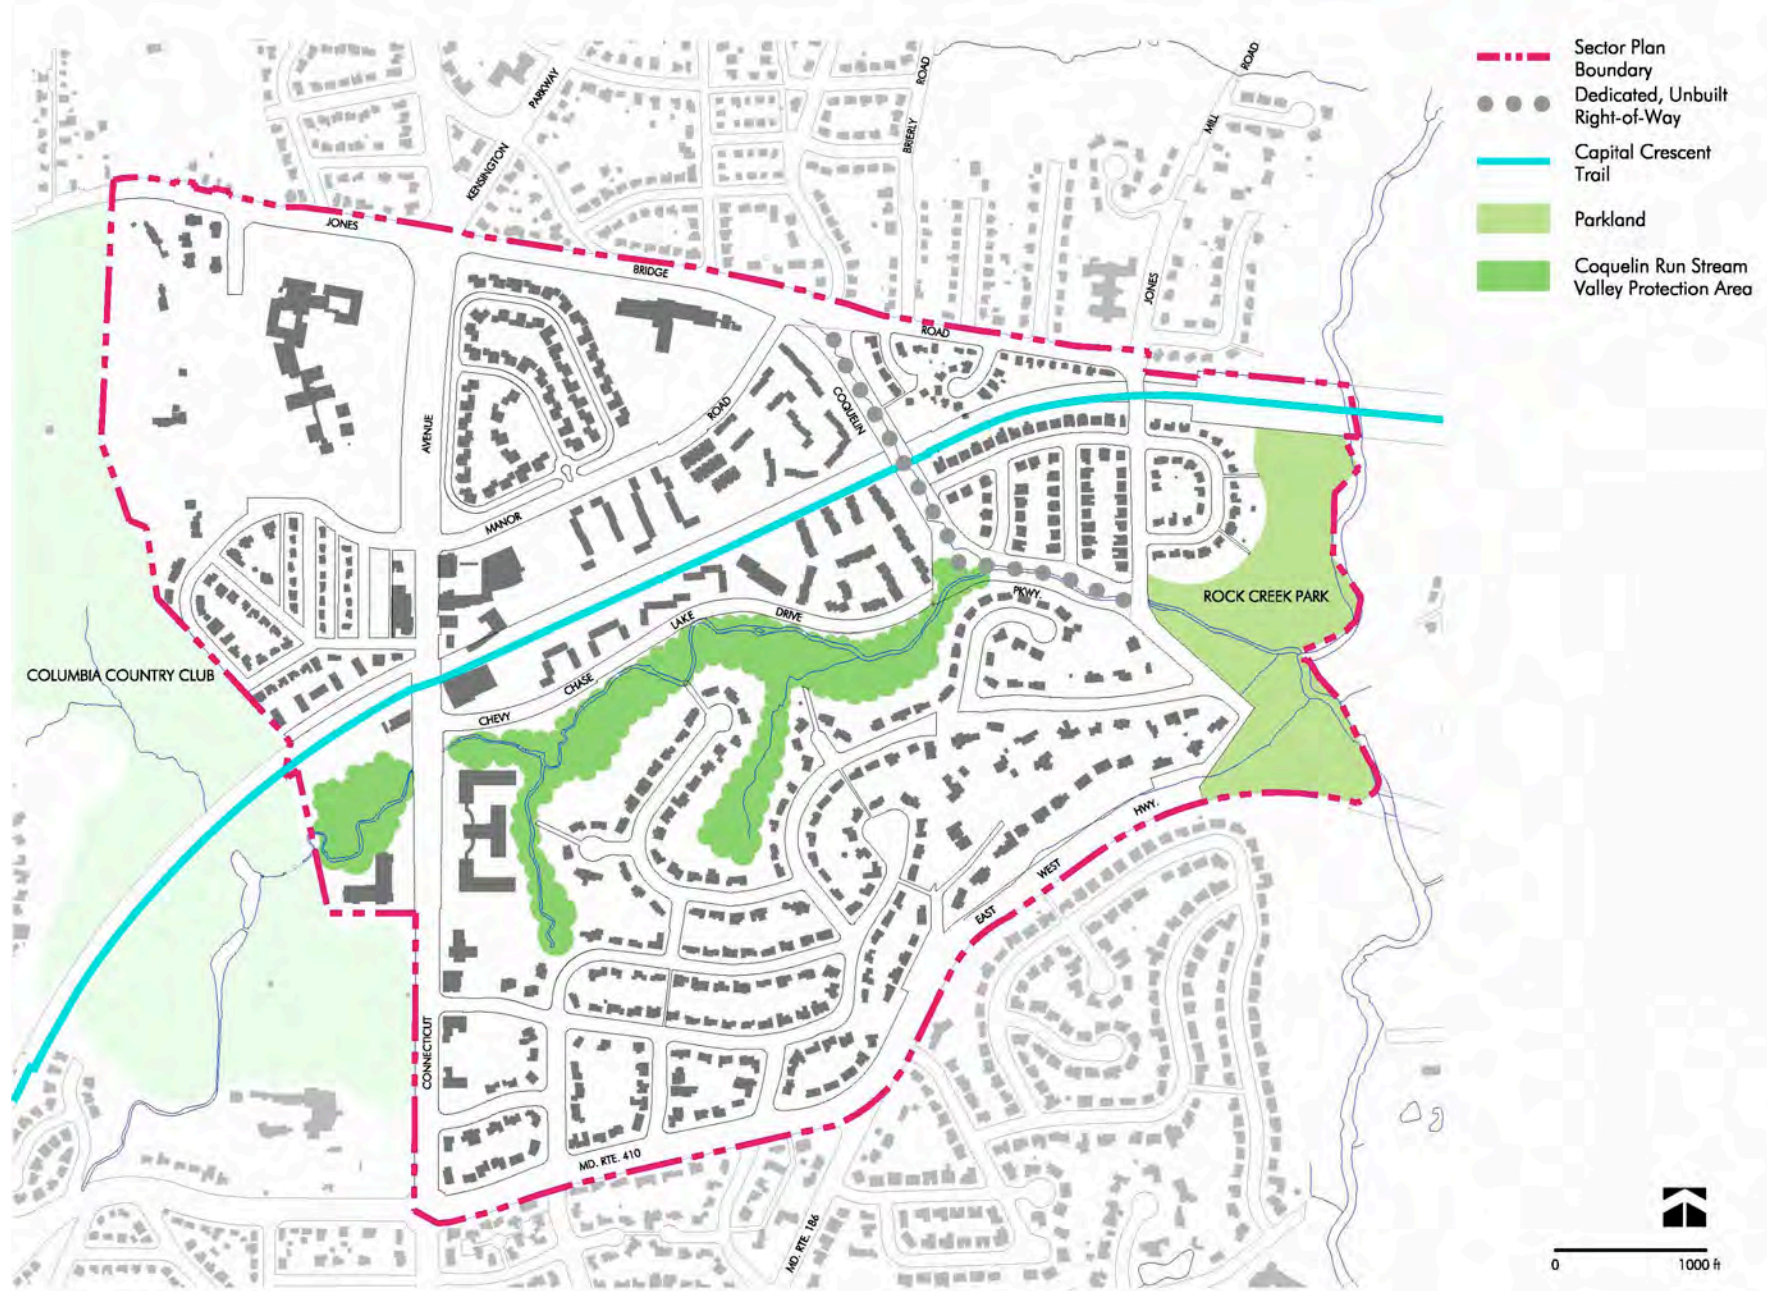 Sector Plan
Boundary
Dedicated, Unbuilt
Right-of-Way
Capital Crescent
Trail
Parkland
Coquelin Run Stream
Valley Protection Area
ROAD
ROAD
PARKWAY
MILL
BRIERLY
KENSINGTON
JONES
BRIDGE
JONES
ROAD
COQUELIN
ROAD
AVENUE
MANOR
PKWY.
ROCK CREEK PARK
DRIVE
LAKE
COLUMBIA COUNTRY CLUB
CHASE
CHEVY
HWY.
WEST
EAST
CONNECTICUT
MD. RTE. 410
MD. RTE. 186
0 1000 ft